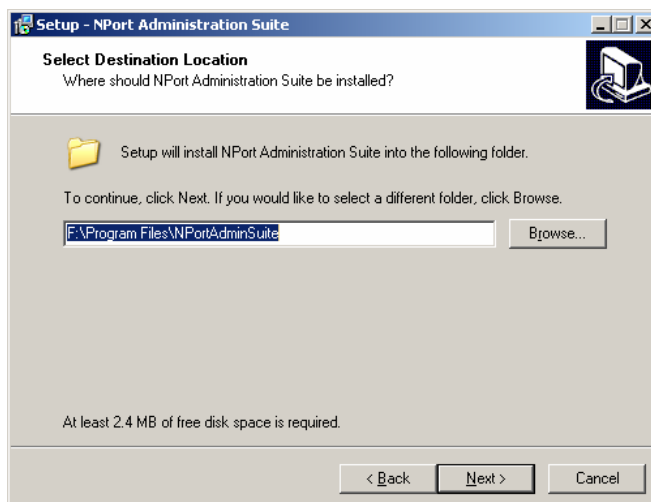 Setup - NPort Administration Suite
Select Destination Location
Where should NPort Administration Suite be installed?
Setup will install NPort Administration Suite into the following folder.
To continue, click Next. If you would like to select a different folder, click Browse.
F:\Program Files\NPortAdminSuite
Browse...
At least 2.4 MB of free disk space is required.
< Back
Next >
Cancel